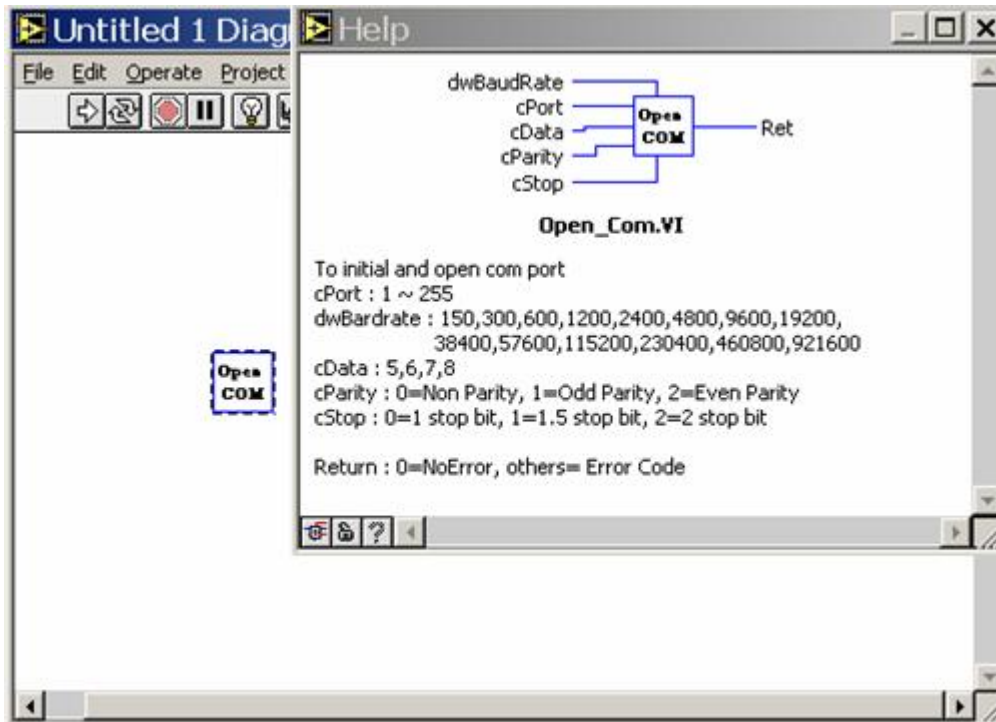 Untitled 1 Diag
File Edit Operate Project
Open
COM
Help
dwBaudRate
cPort
cData
cParity
cStop
Open
COM
Ret
Open_Com.VI
To initial and open com port
cPort : 1 ~ 255
dwBardrate : 150,300,600,1200,2400,4800,9600,19200,
38400,57600,115200,230400,460800,921600
cData : 5,6,7,8
cParity : 0=Non Parity, 1=Odd Parity, 2=Even Parity
cStop : 0=1 stop bit, 1=1.5 stop bit, 2=2 stop bit
Return : 0=NoError, others= Error Code
?